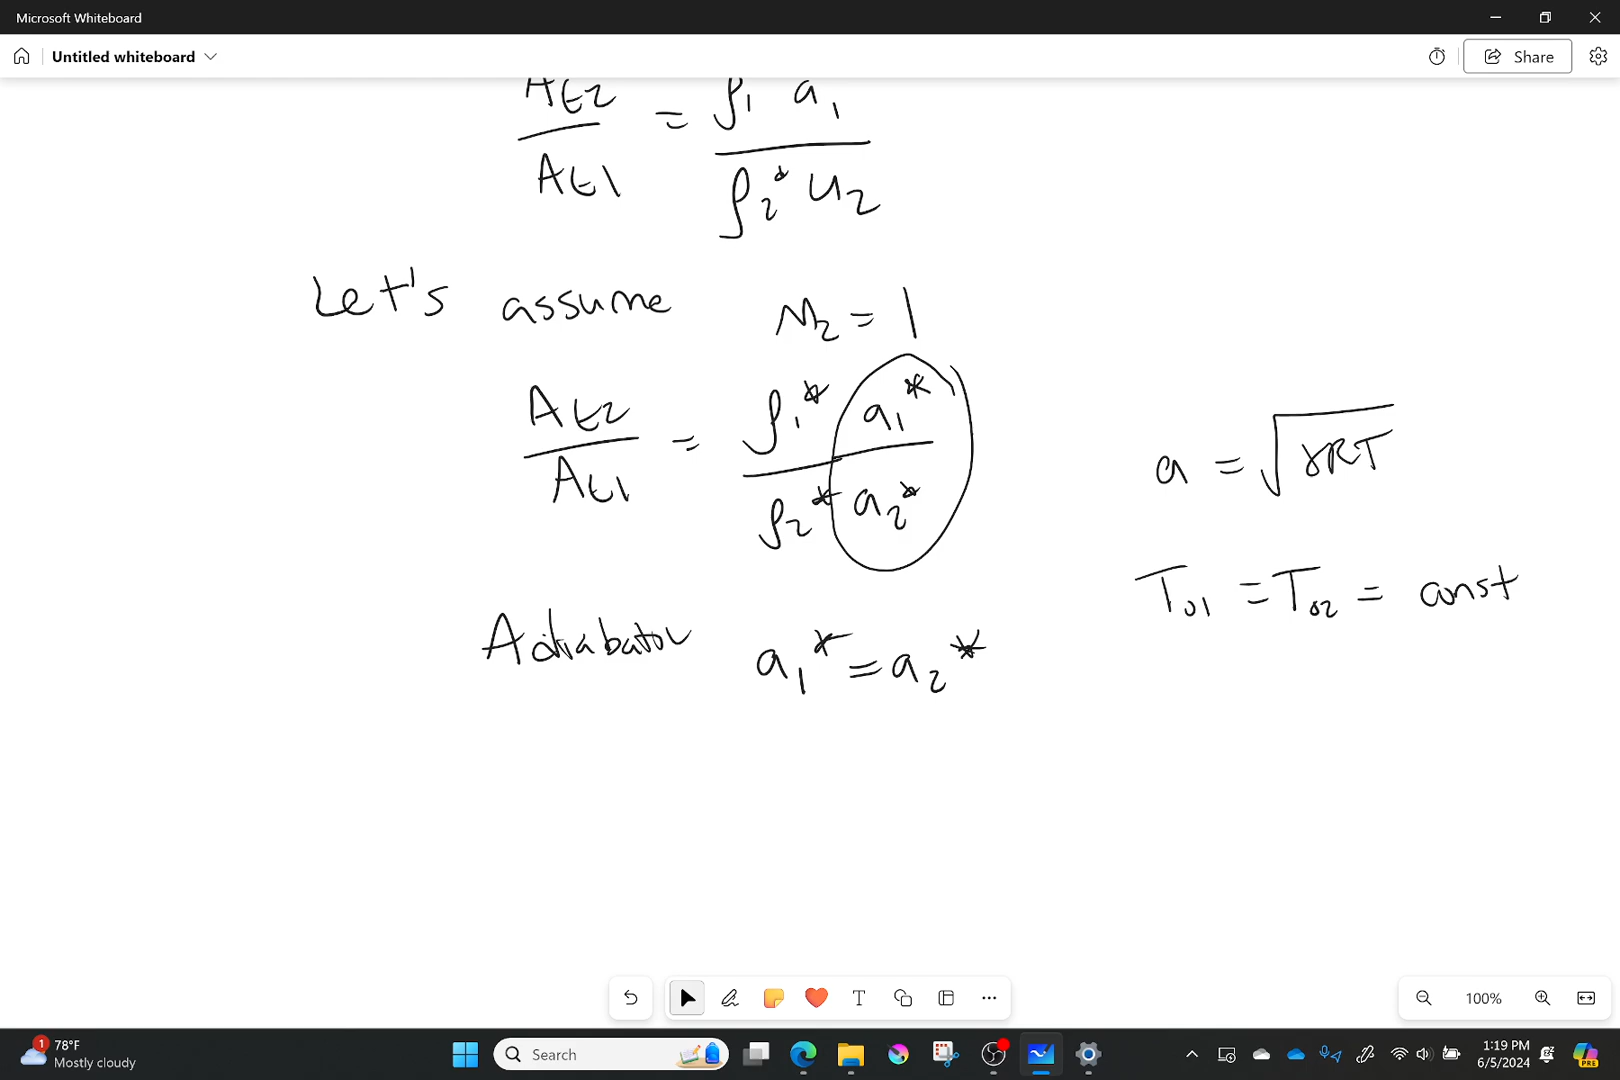 Microsoft Whiteboard
Untitled whiteboard
Share
At2 / At1 = ρ1 a1 / ρ2* u2
Let's assume M2 = 1
At2 / At1 = ρ1* a1* / ρ2* a2*
a = √γRT
T01 = T02 = const
a1* = a2*
100%
1
78°F
Mostly cloudy
Search
1:19 PM
6/5/2024
PRE